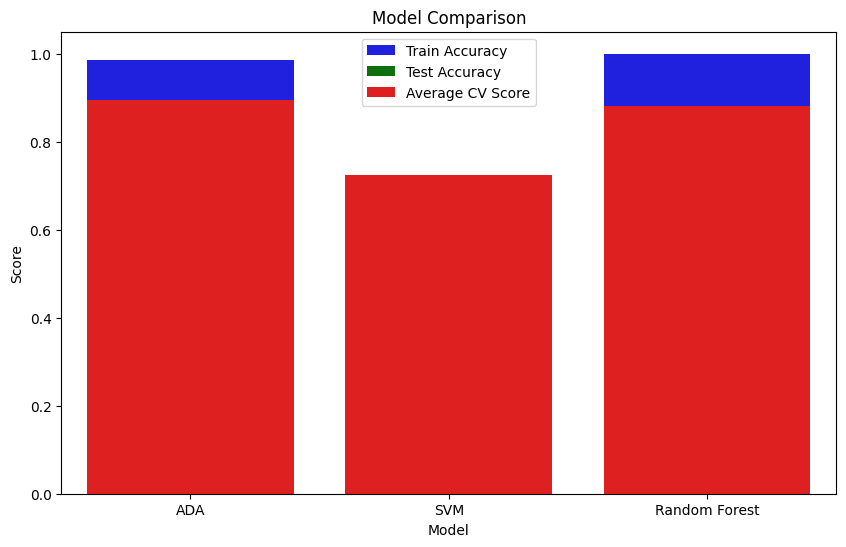 Model Comparison
Train Accuracy
Test Accuracy
Average CV Score
1.0
0.8
0.6
0.4
0.2
0.0
Score
ADA
SVM
Random Forest
Model